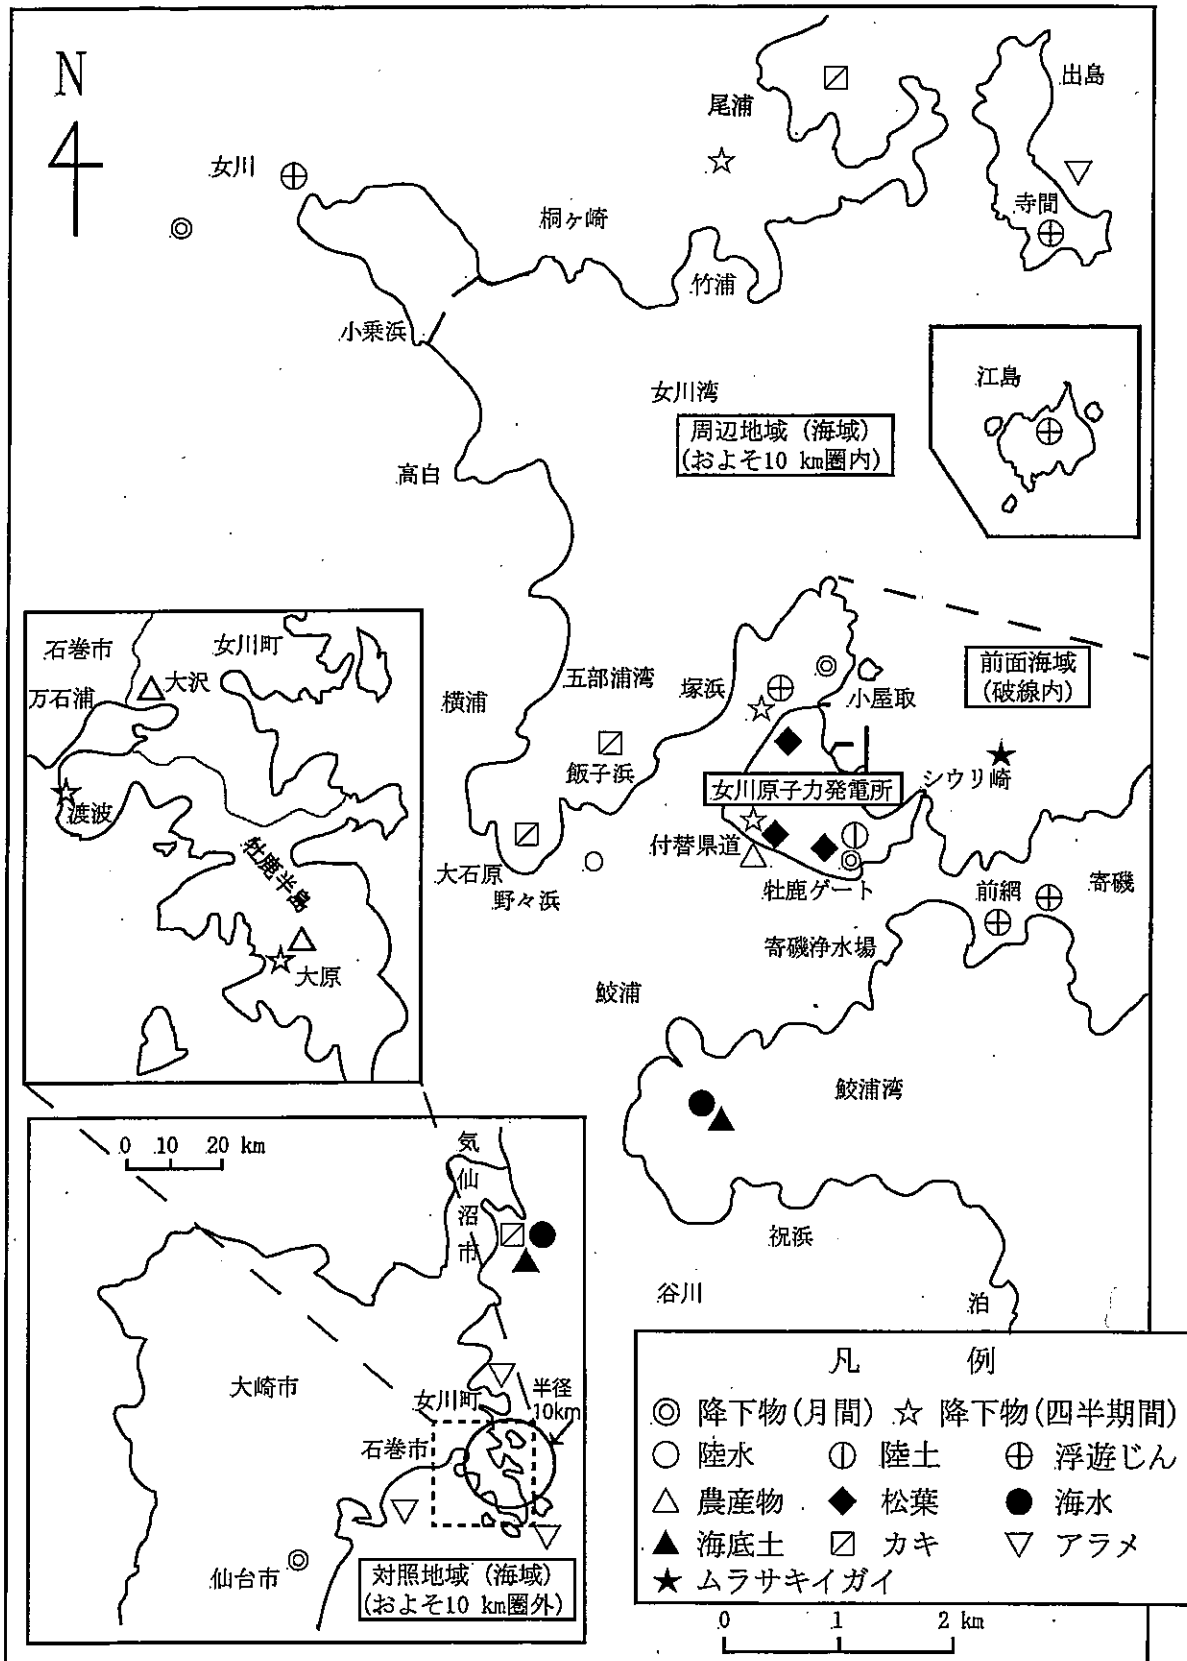 N
尾浦
出島
女川
寺間
桐ヶ崎
竹浦
小乗浜
江島
女川湾
周辺地域（海域）
(およそ10 km圏内)
高白
石巻市
女川町
万石浦
大沢
渡波
牡鹿半島
大原
横浦
五部浦湾
塚浜
小屋取
前面海域
(破線内)
飯子浜
シウリ崎
女川原子力発電所
付替県道
大石原
野々浜
牡鹿ゲート
前網
寄磯
寄磯浄水場
鮫浦
鮫浦湾
祝浜
谷川
泊
0 10 20 km
気仙沼市
大崎市
女川町
半径
10km
石巻市
仙台市
対照地域（海域）
(およそ10 km圏外)
凡 例
◎ 降下物(月間) ☆ 降下物(四半期間)
○ 陸水 ⦶ 陸土 ⊕ 浮遊じん
△ 農産物 ◆ 松葉 ● 海水
▲ 海底土 ⍁ カキ ▽ アラメ
★ ムラサキイガイ
0 1 2 km